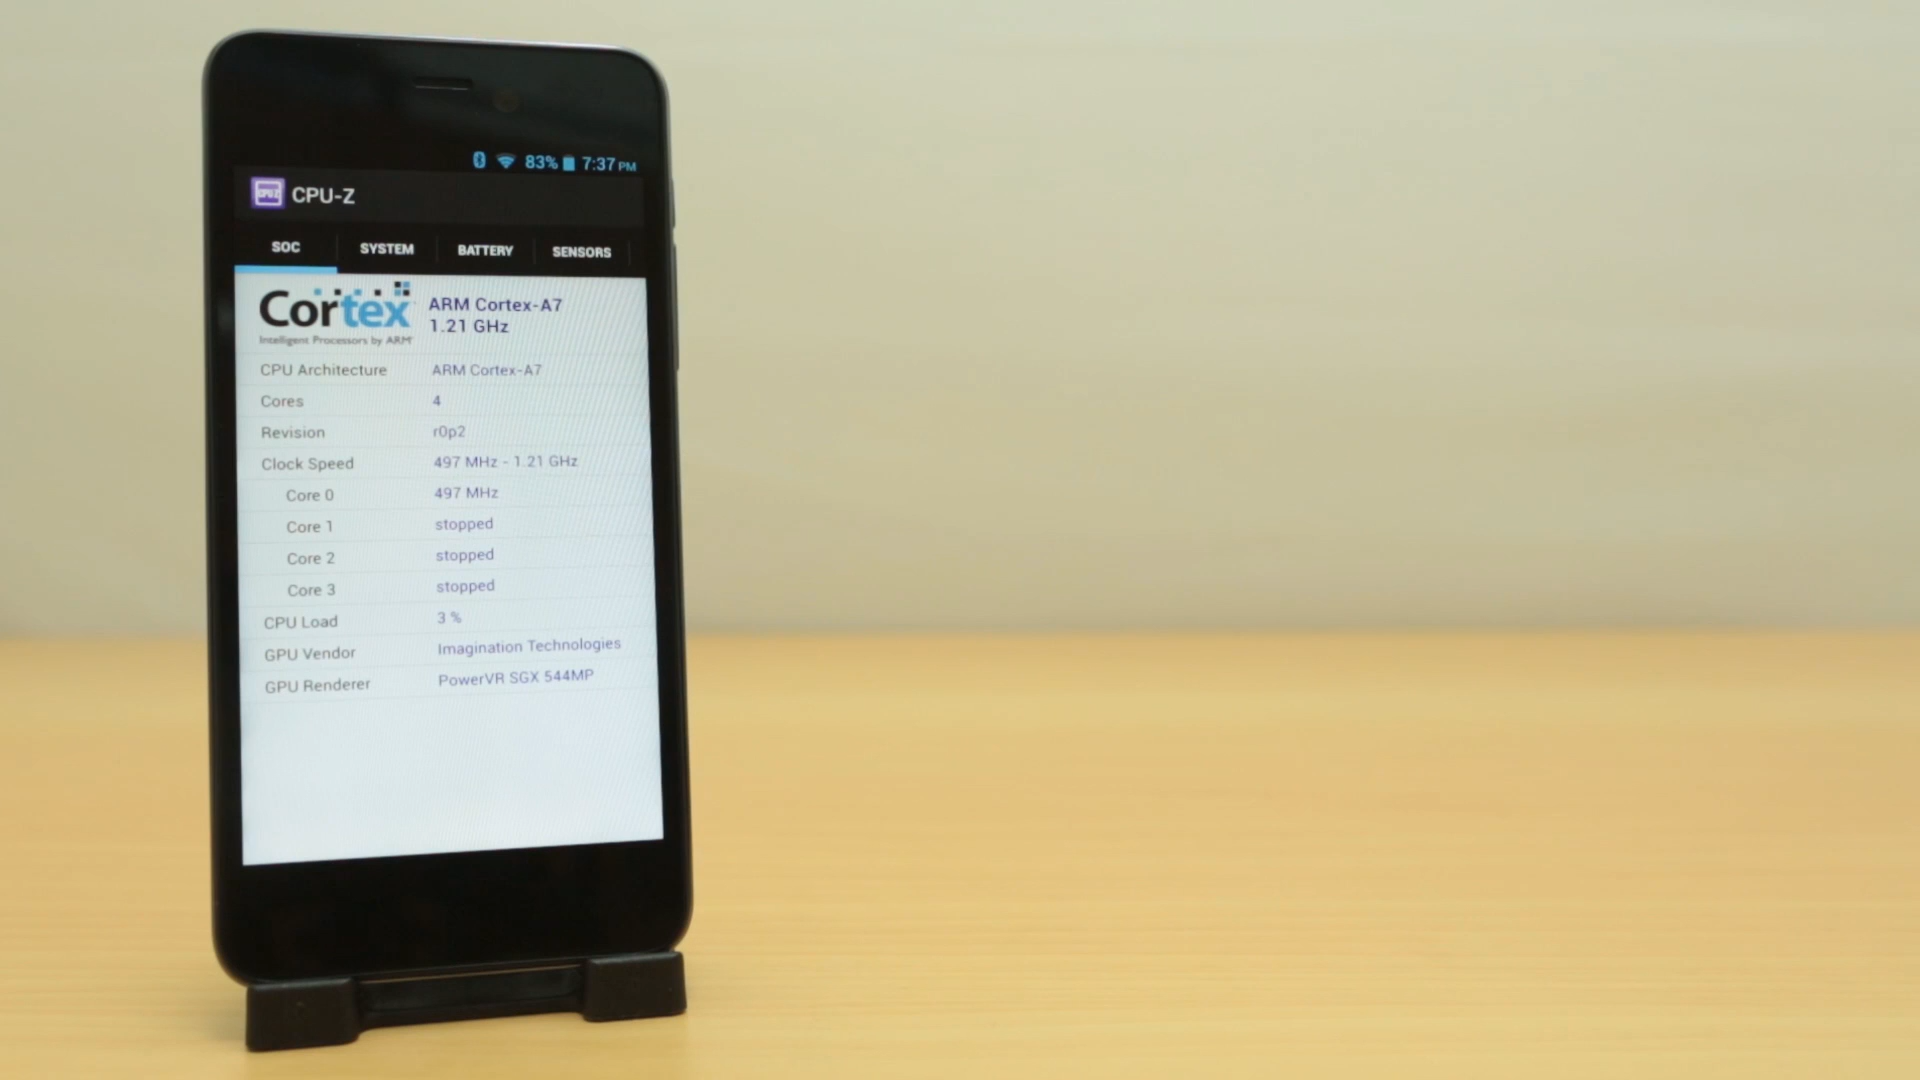 83% 7:37 PM
CPU-Z
SOC SYSTEM BATTERY SENSORS
Cortex
Intelligent Processors by ARM
ARM Cortex-A7
1.21 GHz
CPU Architecture ARM Cortex-A7
Cores 4
Revision r0p2
Clock Speed 497 MHz - 1.21 GHz
Core 0 497 MHz
Core 1 stopped
Core 2 stopped
Core 3 stopped
CPU Load 3 %
GPU Vendor Imagination Technologies
GPU Renderer PowerVR SGX 544MP